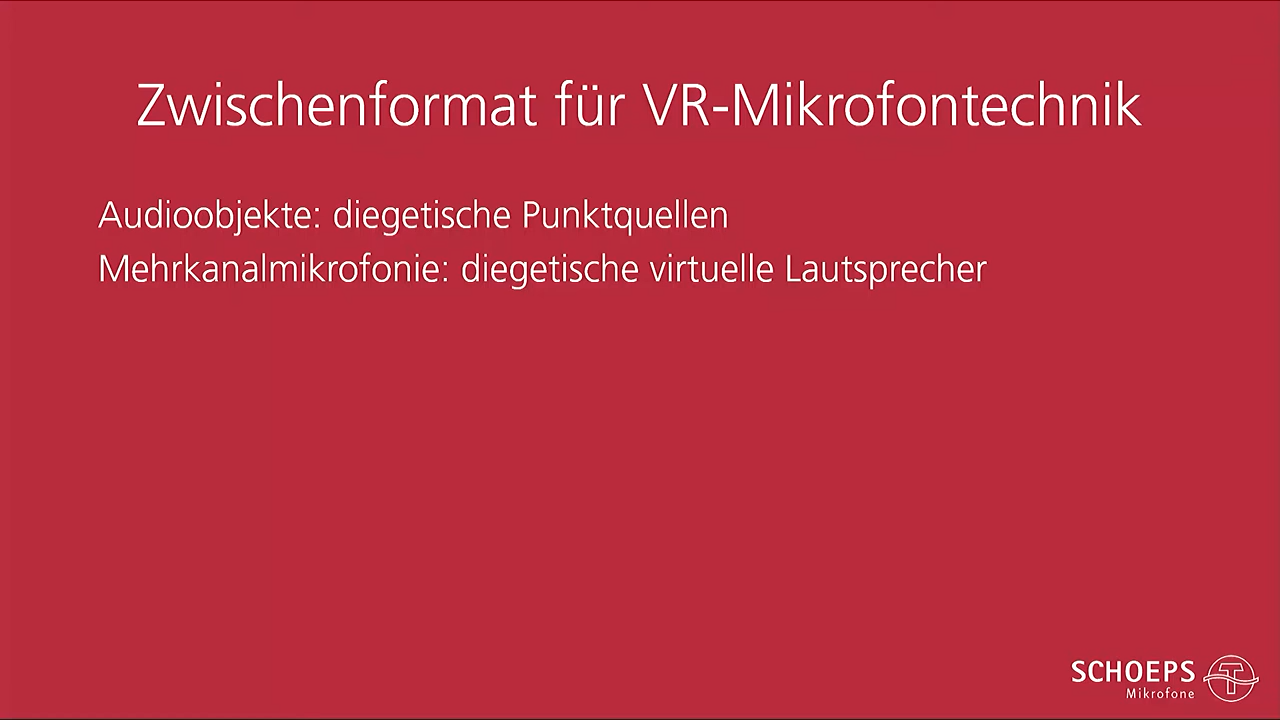 Zwischenformat für VR-Mikrofontechnik
Audioobjekte: diegetische Punktquellen
Mehrkanalmikrofonie: diegetische virtuelle Lautsprecher
SCHOEPS
Mikrofone